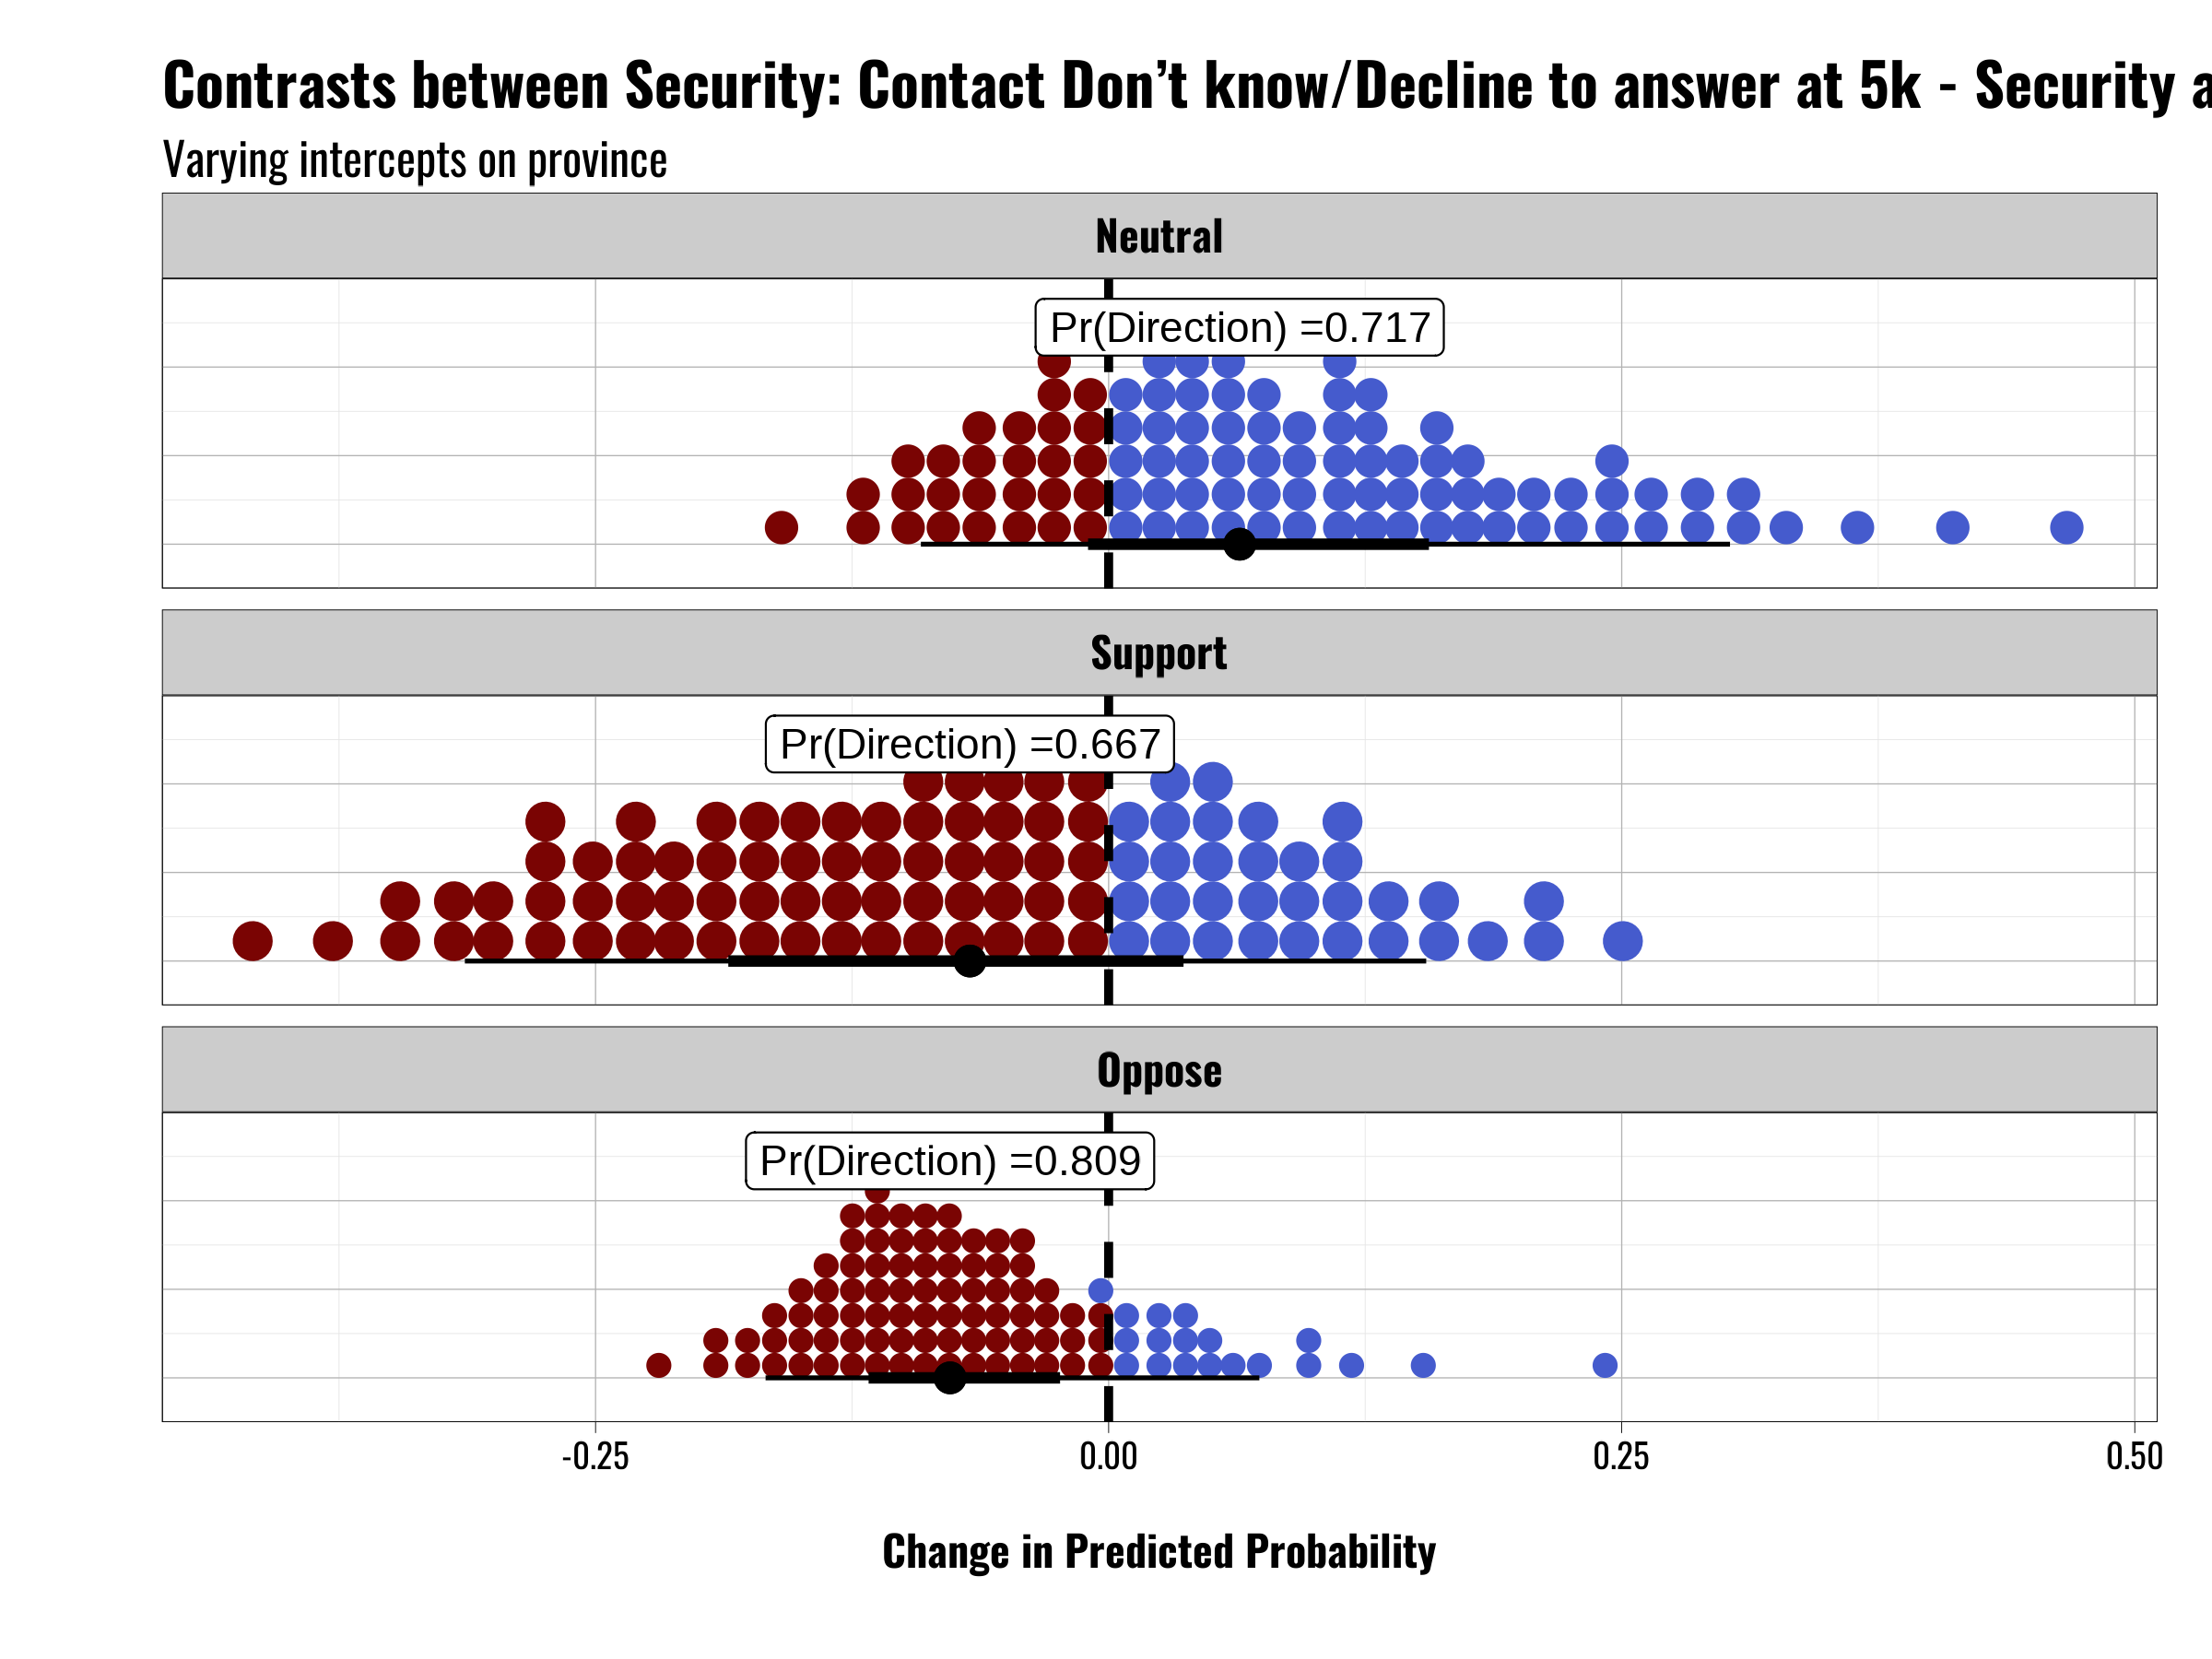 Contrasts between Security: Contact Don’t know/Decline to answer at 5k - Security a
Varying intercepts on province
Neutral
Pr(Direction) =0.717
Support
Pr(Direction) =0.667
Oppose
Pr(Direction) =0.809
-0.25 0.00 0.25 0.50
Change in Predicted Probability